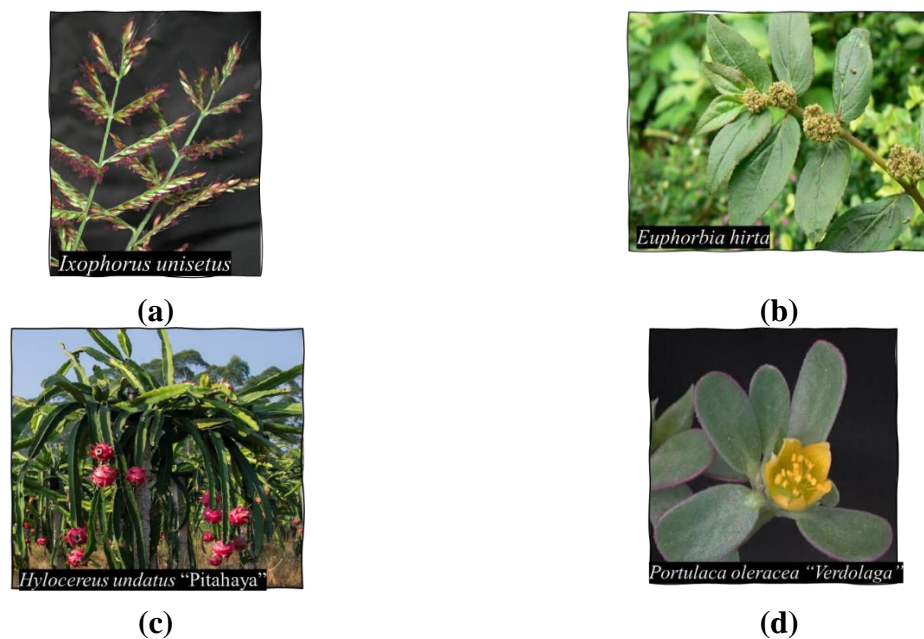 Ixophorus unisetus
Euphorbia hirta
(a)
(b)
Hylocereus undatus “Pitahaya”
Portulaca oleracea “Verdolaga”
(c)
(d)